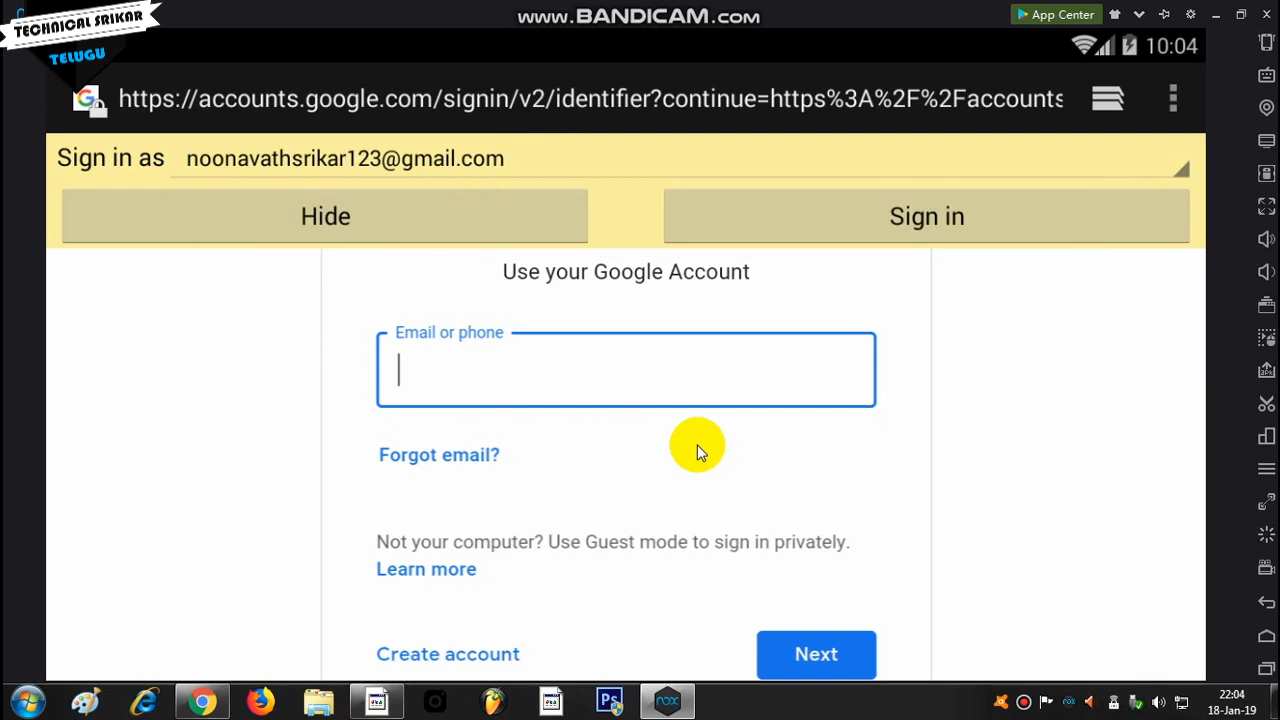 TECHNICAL SRIKAR
TELUGU
www.BANDICAM.com
App Center
10:04
https://accounts.google.com/signin/v2/identifier?continue=https%3A%2F%2Faccounts
Sign in as noonavathsrikar123@gmail.com
Hide
Sign in
Use your Google Account
Email or phone
Forgot email?
Not your computer? Use Guest mode to sign in privately.
Learn more
Create account
Next
Ps
nox
22:04
18-Jan-19